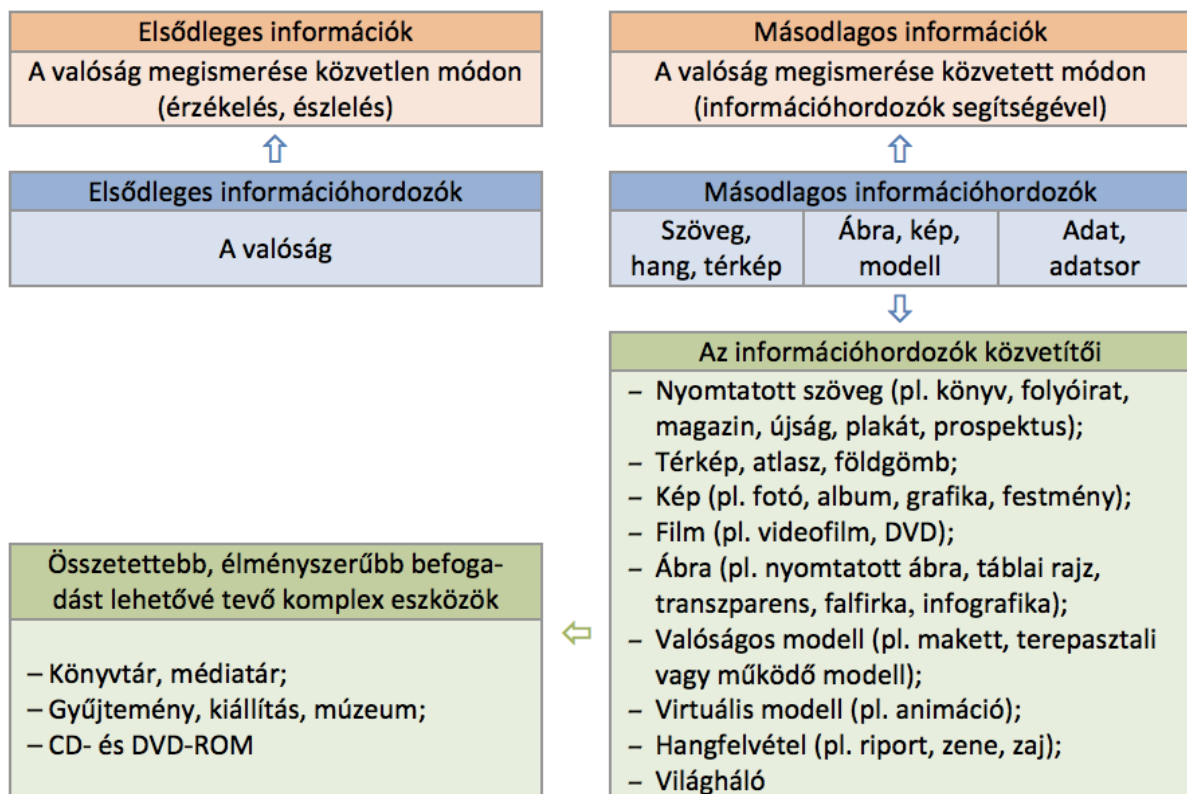 Elsődleges információk
A valóság megismerése közvetlen módon
(érzékelés, észlelés)
Elsődleges információhordozók
A valóság
Másodlagos információk
A valóság megismerése közvetett módon
(információhordozók segítségével)
Másodlagos információhordozók
Szöveg,
hang, térkép
Ábra, kép,
modell
Adat,
adatsor
Az információhordozók közvetítői
– Nyomtatott szöveg (pl. könyv, folyóirat,
magazin, újság, plakát, prospektus);
– Térkép, atlasz, földgömb;
– Kép (pl. fotó, album, grafika, festmény);
– Film (pl. videofilm, DVD);
– Ábra (pl. nyomtatott ábra, táblai rajz,
transzparens, falfirka, infografika);
– Valóságos modell (pl. makett, terepasztali
vagy működő modell);
– Virtuális modell (pl. animáció);
– Hangfelvétel (pl. riport, zene, zaj);
– Világháló
Összetettebb, élményszerűbb befoga-
dást lehetővé tevő komplex eszközök
– Könyvtár, médiatár;
– Gyűjtemény, kiállítás, múzeum;
– CD- és DVD-ROM